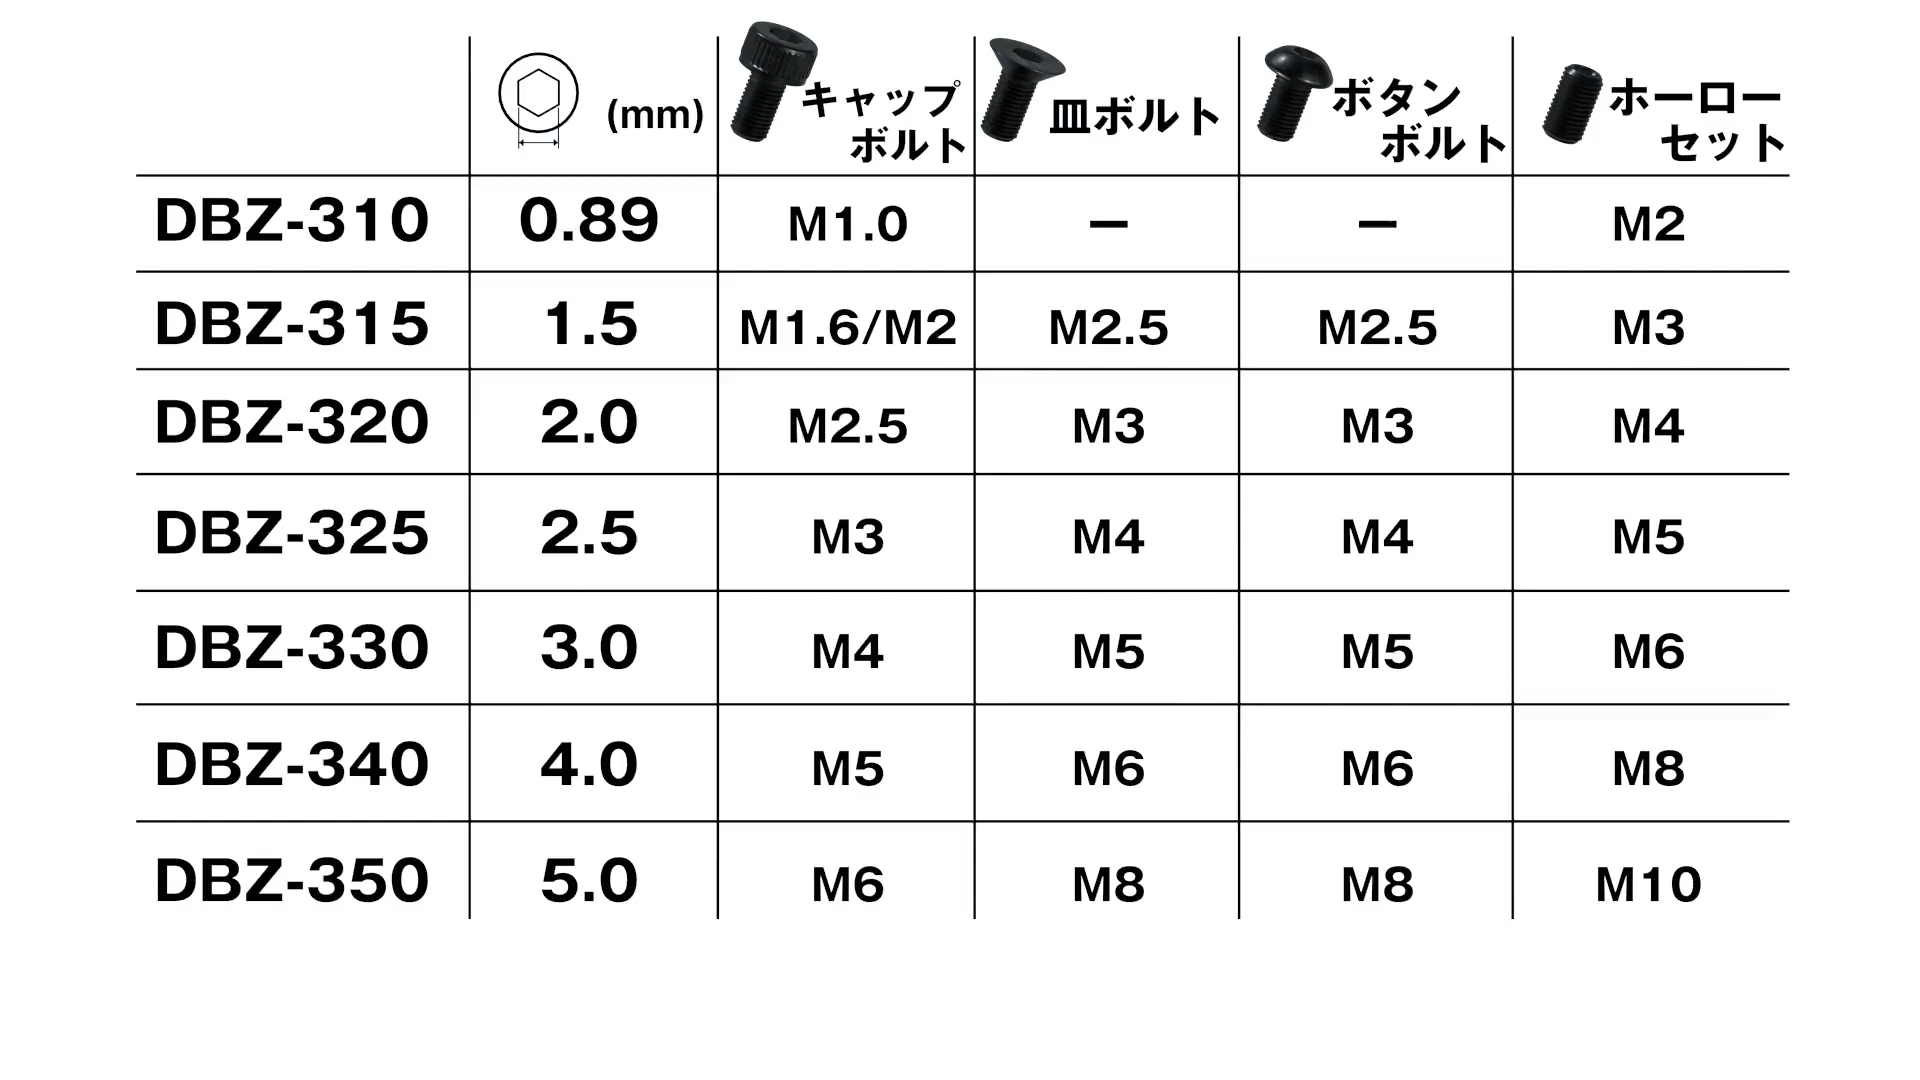 (mm) キャップ 皿ボルト ボタン ホーロー
ボルト ボルト セット
DBZ-310 0.89 M1.0 — — M2
DBZ-315 1.5 M1.6/M2 M2.5 M2.5 M3
DBZ-320 2.0 M2.5 M3 M3 M4
DBZ-325 2.5 M3 M4 M4 M5
DBZ-330 3.0 M4 M5 M5 M6
DBZ-340 4.0 M5 M6 M6 M8
DBZ-350 5.0 M6 M8 M8 M10